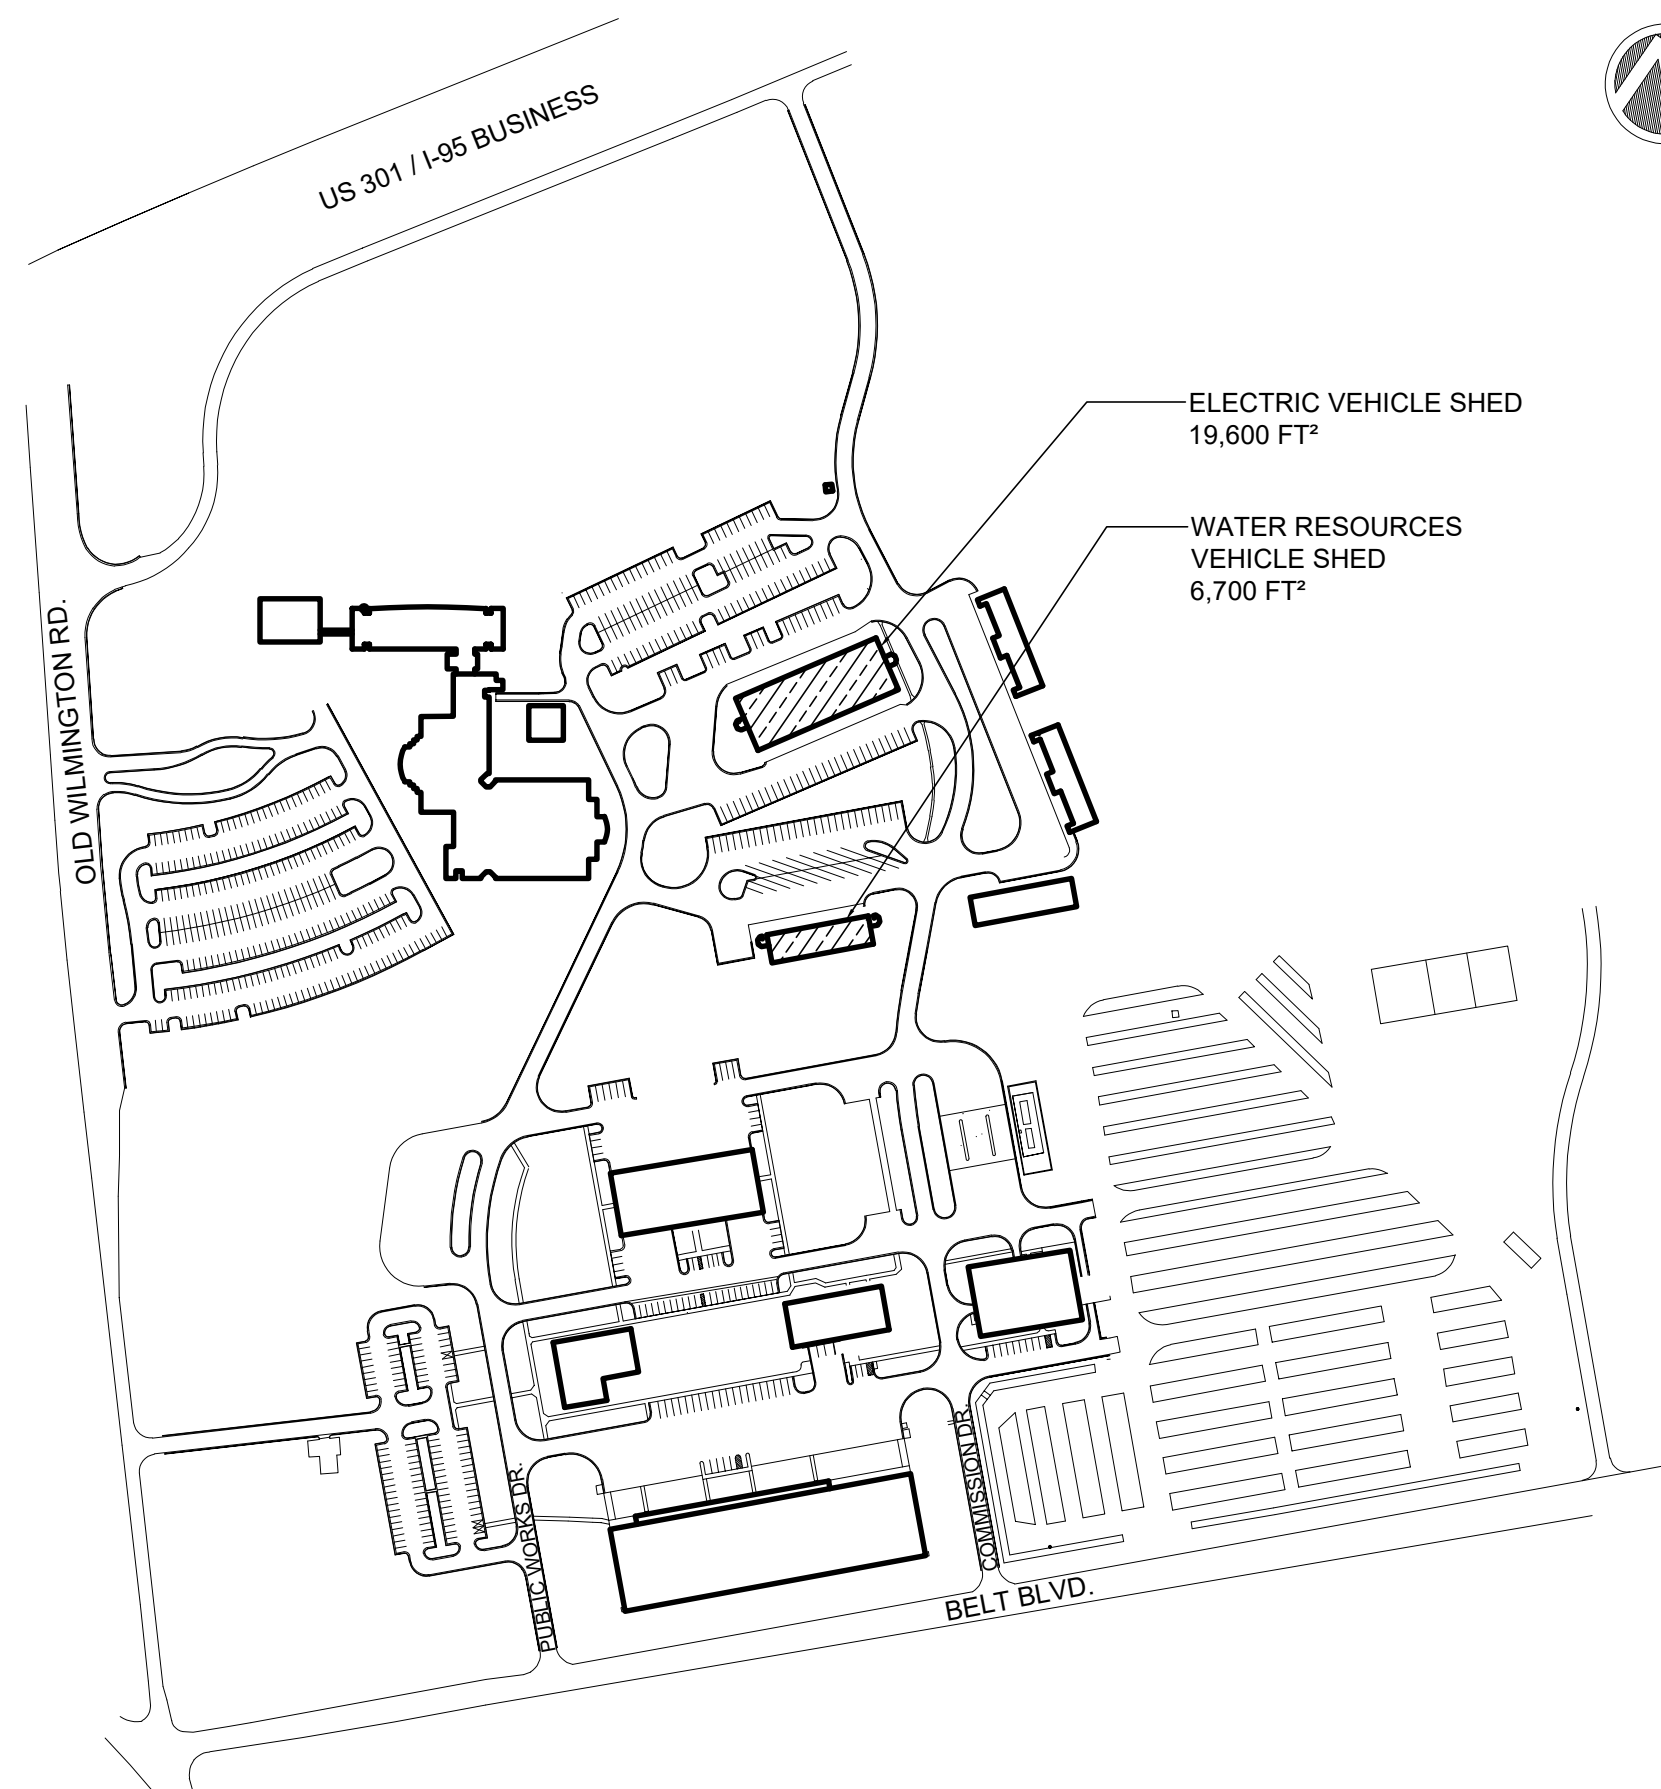 US 301 / I-95 BUSINESS
ELECTRIC VEHICLE SHED
19,600 FT²
WATER RESOURCES
VEHICLE SHED
6,700 FT²
OLD WILMINGTON RD.
COMMISSION DR.
PUBLIC WORKS DR.
BELT BLVD.